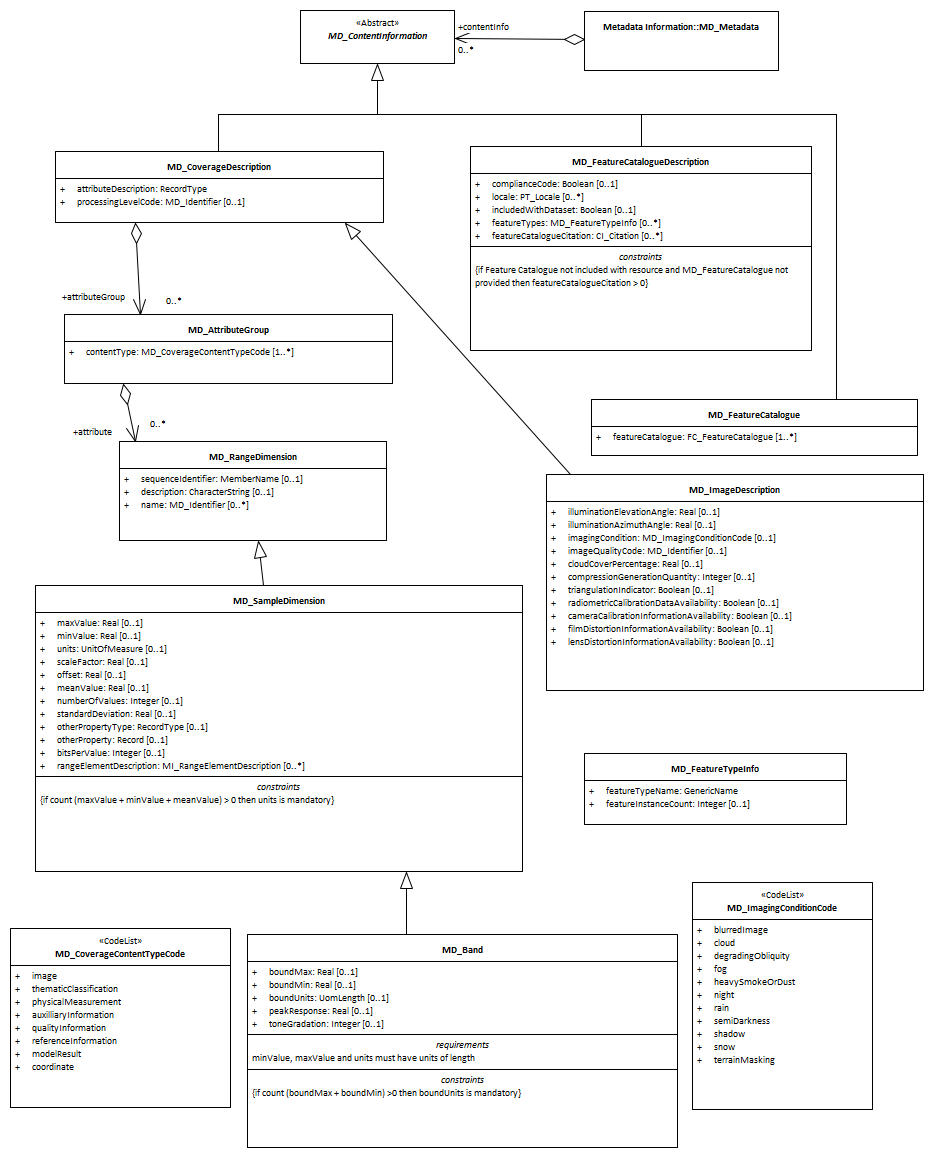 «Abstract»
MD_ContentInformation
+contentInfo
0..*
Metadata Information::MD_Metadata
MD_CoverageDescription
+ attributeDescription: RecordType
+ processingLevelCode: MD_Identifier [0..1]
MD_FeatureCatalogueDescription
+ complianceCode: Boolean [0..1]
+ locale: PT_Locale [0..*]
+ includedWithDataset: Boolean [0..1]
+ featureTypes: MD_FeatureTypeInfo [0..*]
+ featureCatalogueCitation: CI_Citation [0..*]
constraints
{if Feature Catalogue not included with resource and MD_FeatureCatalogue not
provided then featureCatalogueCitation > 0}
+attributeGroup
0..*
MD_AttributeGroup
+ contentType: MD_CoverageContentTypeCode [1..*]
+attribute
0..*
MD_FeatureCatalogue
+ featureCatalogue: FC_FeatureCatalogue [1..*]
MD_RangeDimension
+ sequenceIdentifier: MemberName [0..1]
+ description: CharacterString [0..1]
+ name: MD_Identifier [0..*]
MD_ImageDescription
+ illuminationElevationAngle: Real [0..1]
+ illuminationAzimuthAngle: Real [0..1]
+ imagingCondition: MD_ImagingConditionCode [0..1]
+ imageQualityCode: MD_Identifier [0..1]
+ cloudCoverPercentage: Real [0..1]
+ compressionGenerationQuantity: Integer [0..1]
+ triangulationIndicator: Boolean [0..1]
+ radiometricCalibrationDataAvailability: Boolean [0..1]
+ cameraCalibrationInformationAvailability: Boolean [0..1]
+ filmDistortionInformationAvailability: Boolean [0..1]
+ lensDistortionInformationAvailability: Boolean [0..1]
MD_SampleDimension
+ maxValue: Real [0..1]
+ minValue: Real [0..1]
+ units: UnitOfMeasure [0..1]
+ scaleFactor: Real [0..1]
+ offset: Real [0..1]
+ meanValue: Real [0..1]
+ numberOfValues: Integer [0..1]
+ standardDeviation: Real [0..1]
+ otherPropertyType: RecordType [0..1]
+ otherProperty: Record [0..1]
+ bitsPerValue: Integer [0..1]
+ rangeElementDescription: MI_RangeElementDescription [0..*]
constraints
{if count (maxValue + minValue + meanValue) > 0 then units is mandatory}
MD_FeatureTypeInfo
+ featureTypeName: GenericName
+ featureInstanceCount: Integer [0..1]
«CodeList»
MD_ImagingConditionCode
+ blurredImage
+ cloud
+ degradingObliquity
+ fog
+ heavySmokeOrDust
+ night
+ rain
+ semiDarkness
+ shadow
+ snow
+ terrainMasking
«CodeList»
MD_CoverageContentTypeCode
+ image
+ thematicClassification
+ physicalMeasurement
+ auxilliaryInformation
+ qualityInformation
+ referenceInformation
+ modelResult
+ coordinate
MD_Band
+ boundMax: Real [0..1]
+ boundMin: Real [0..1]
+ boundUnits: UomLength [0..1]
+ peakResponse: Real [0..1]
+ toneGradation: Integer [0..1]
requirements
minValue, maxValue and units must have units of length
constraints
{if count (boundMax + boundMin) >0 then boundUnits is mandatory}